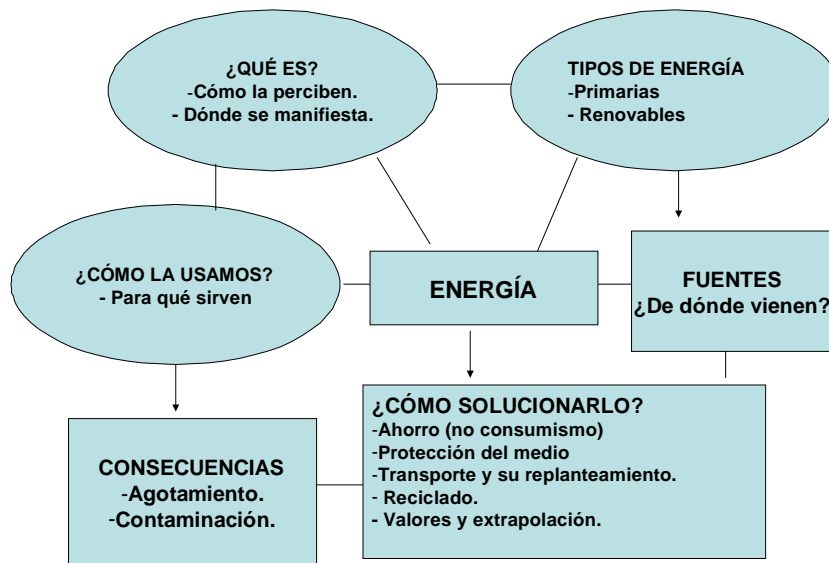 ¿QUÉ ES?
-Cómo la perciben.
- Dónde se manifiesta.
TIPOS DE ENERGÍA
-Primarias
- Renovables
¿CÓMO LA USAMOS?
- Para qué sirven
ENERGÍA
FUENTES
¿De dónde vienen?
CONSECUENCIAS
-Agotamiento.
-Contaminación.
¿CÓMO SOLUCIONARLO?
-Ahorro (no consumismo)
-Protección del medio
-Transporte y su replanteamiento.
- Reciclado.
- Valores y extrapolación.